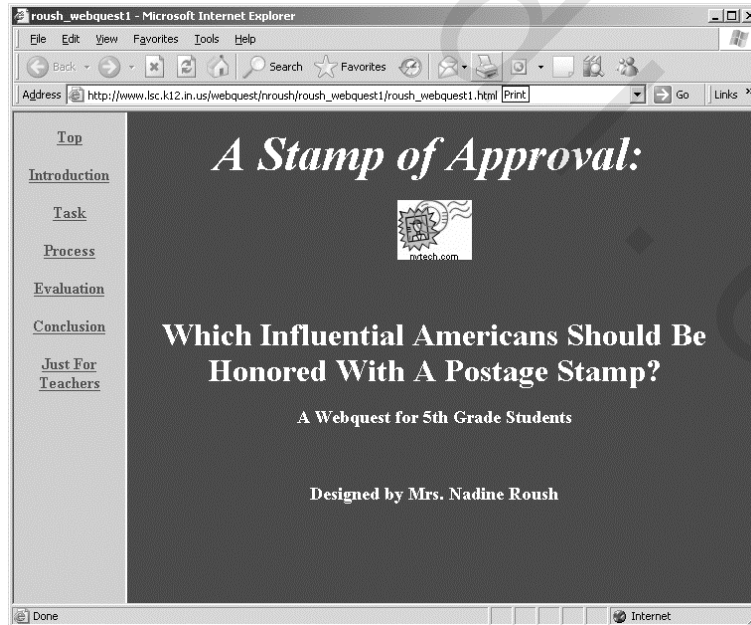 roush_webquest1 - Microsoft Internet Explorer
File Edit View Favorites Tools Help
Back Search Favorites
Address http://www.lsc.k12.in.us/webquest/nroush/roush_webquest1/roush_webquest1.html Print Go Links »
Top
Introduction
Task
Process
Evaluation
Conclusion
Just For
Teachers
A Stamp of Approval:
nvtech.com
Which Influential Americans Should Be
Honored With A Postage Stamp?
A Webquest for 5th Grade Students
Designed by Mrs. Nadine Roush
Done Internet